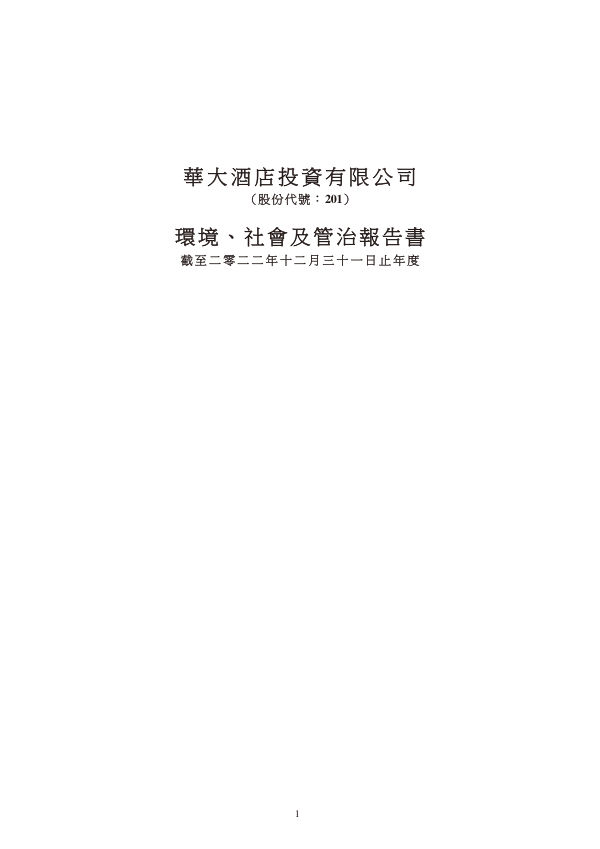 華大酒店投資有限公司
（股份代號：201）
環境、社會及管治報告書
截至二零二二年十二月三十一日止年度
1